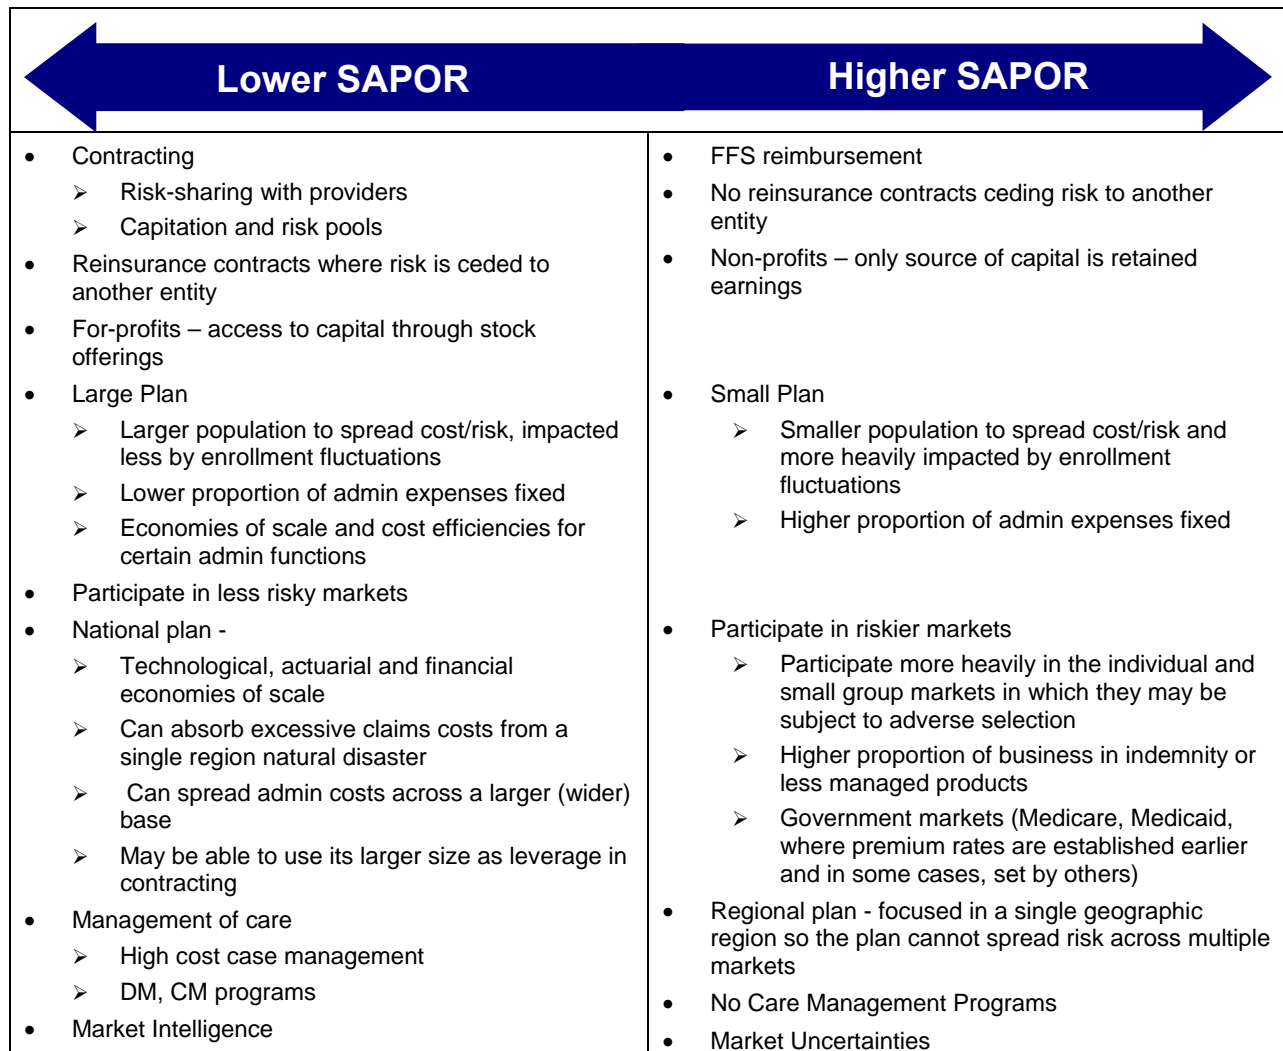 Lower SAPOR
Higher SAPOR
• Contracting
➢ Risk-sharing with providers
➢ Capitation and risk pools
• Reinsurance contracts where risk is ceded to
another entity
• For-profits – access to capital through stock
offerings
• Large Plan
➢ Larger population to spread cost/risk, impacted
less by enrollment fluctuations
➢ Lower proportion of admin expenses fixed
➢ Economies of scale and cost efficiencies for
certain admin functions
• Participate in less risky markets
• National plan -
➢ Technological, actuarial and financial
economies of scale
➢ Can absorb excessive claims costs from a
single region natural disaster
➢ Can spread admin costs across a larger (wider)
base
➢ May be able to use its larger size as leverage in
contracting
• Management of care
➢ High cost case management
➢ DM, CM programs
• Market Intelligence
• FFS reimbursement
• No reinsurance contracts ceding risk to another
entity
• Non-profits – only source of capital is retained
earnings
• Small Plan
➢ Smaller population to spread cost/risk and
more heavily impacted by enrollment
fluctuations
➢ Higher proportion of admin expenses fixed
• Participate in riskier markets
➢ Participate more heavily in the individual and
small group markets in which they may be
subject to adverse selection
➢ Higher proportion of business in indemnity or
less managed products
➢ Government markets (Medicare, Medicaid,
where premium rates are established earlier
and in some cases, set by others)
• Regional plan - focused in a single geographic
region so the plan cannot spread risk across multiple
markets
• No Care Management Programs
• Market Uncertainties